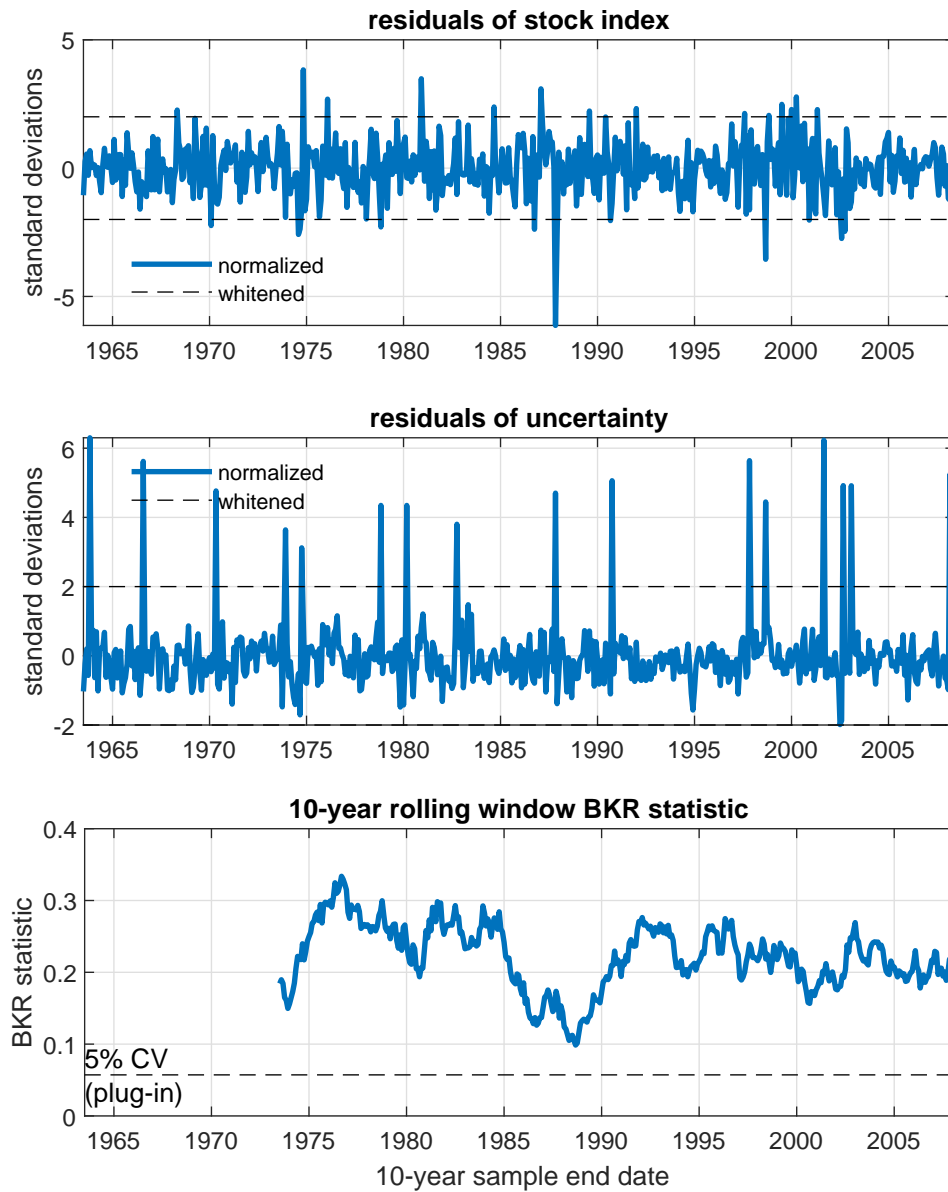 residuals of stock index
5
0
-5
standard deviations
normalized
whitened
1965 1970 1975 1980 1985 1990 1995 2000 2005
residuals of uncertainty
6
4
2
0
-2
standard deviations
normalized
whitened
1965 1970 1975 1980 1985 1990 1995 2000 2005
10-year rolling window BKR statistic
0.4
0.3
0.2
0.1
0
BKR statistic
5% CV
(plug-in)
1965 1970 1975 1980 1985 1990 1995 2000 2005
10-year sample end date